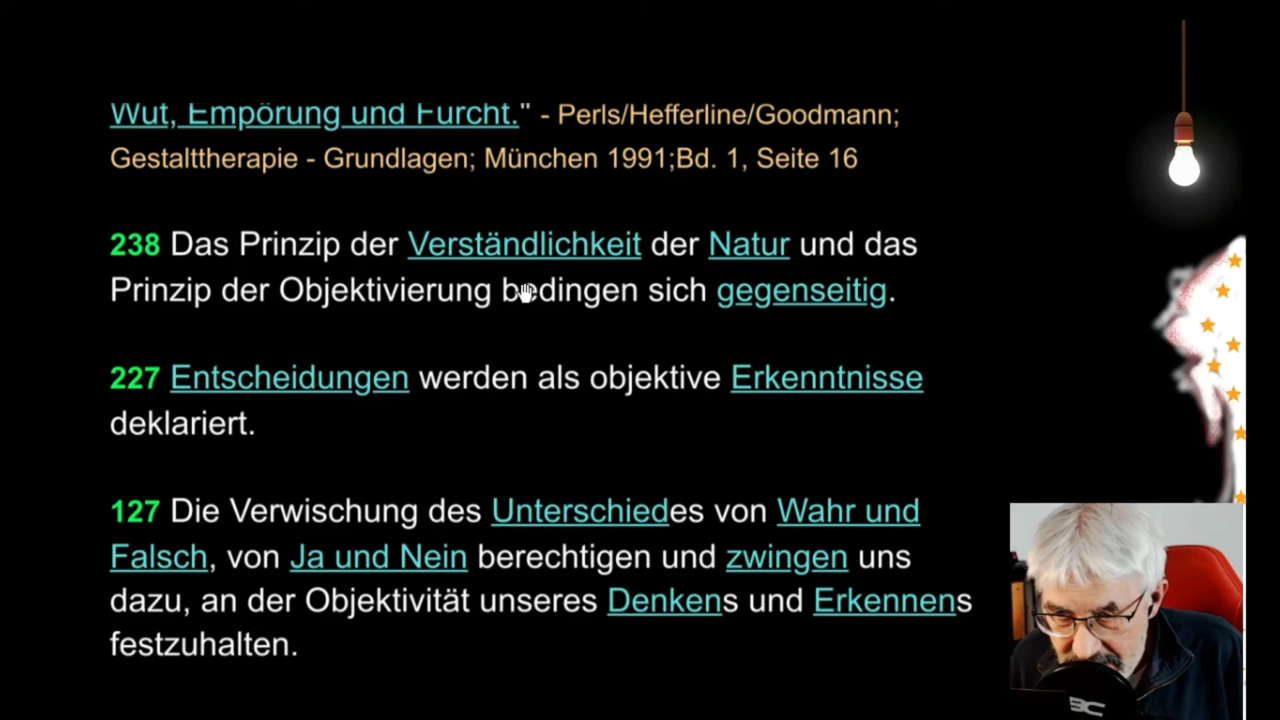 Wut, Empörung und Furcht." - Perls/Hefferline/Goodmann;
Gestalttherapie - Grundlagen; München 1991;Bd. 1, Seite 16
238 Das Prinzip der Verständlichkeit der Natur und das
Prinzip der Objektivierung bedingen sich gegenseitig.
227 Entscheidungen werden als objektive Erkenntnisse
deklariert.
127 Die Verwischung des Unterschiedes von Wahr und
Falsch, von Ja und Nein berechtigen und zwingen uns
dazu, an der Objektivität unseres Denkens und Erkennens
festzuhalten.